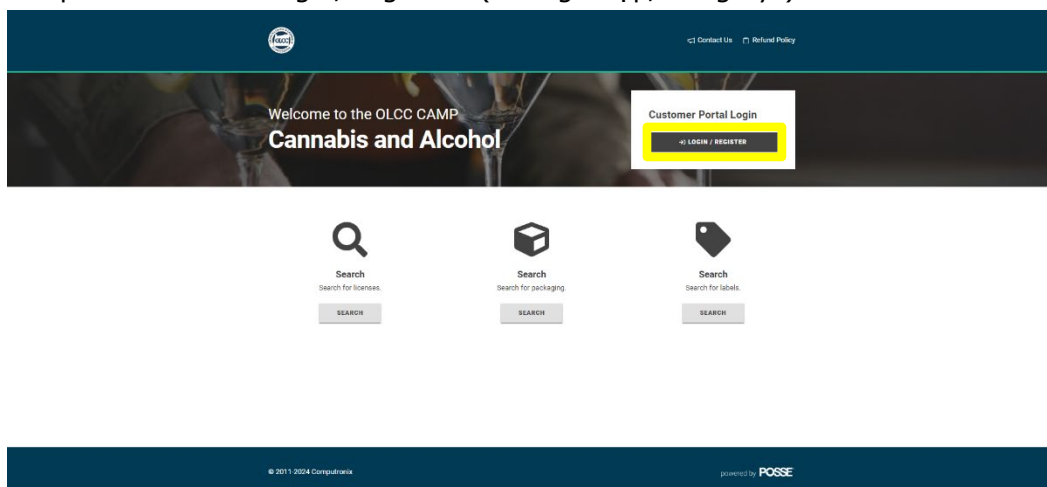 OLCC
Contact Us Refund Policy
Welcome to the OLCC CAMP
Cannabis and Alcohol
Customer Portal Login
LOGIN / REGISTER
Search
Search for licenses.
SEARCH
Search
Search for packaging.
SEARCH
Search
Search for labels.
SEARCH
© 2011-2024 Computronix
powered by POSSE